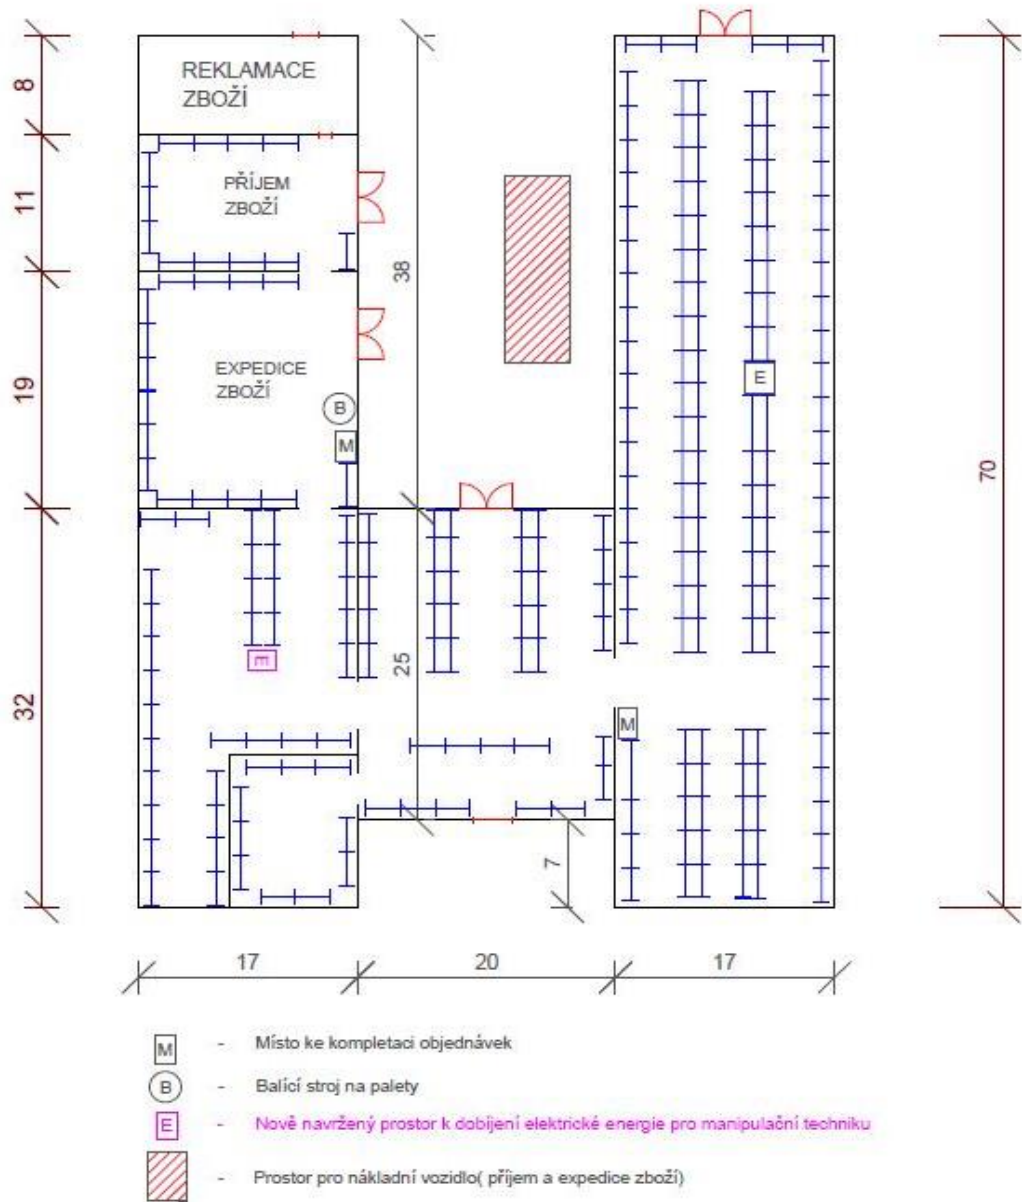 REKLAMACE
ZBOŽÍ
PŘÍJEM
ZBOŽÍ
EXPEDICE
ZBOŽÍ
B
M
E
E
M
8
11
19
32
38
25
7
70
17
20
17
M - Místo ke kompletaci objednávek
B - Balící stroj na palety
E - Nově navržený prostor k dobíjení elektrické energie pro manipulační techniku
- Prostor pro nákladní vozidlo( příjem a expedice zboží)